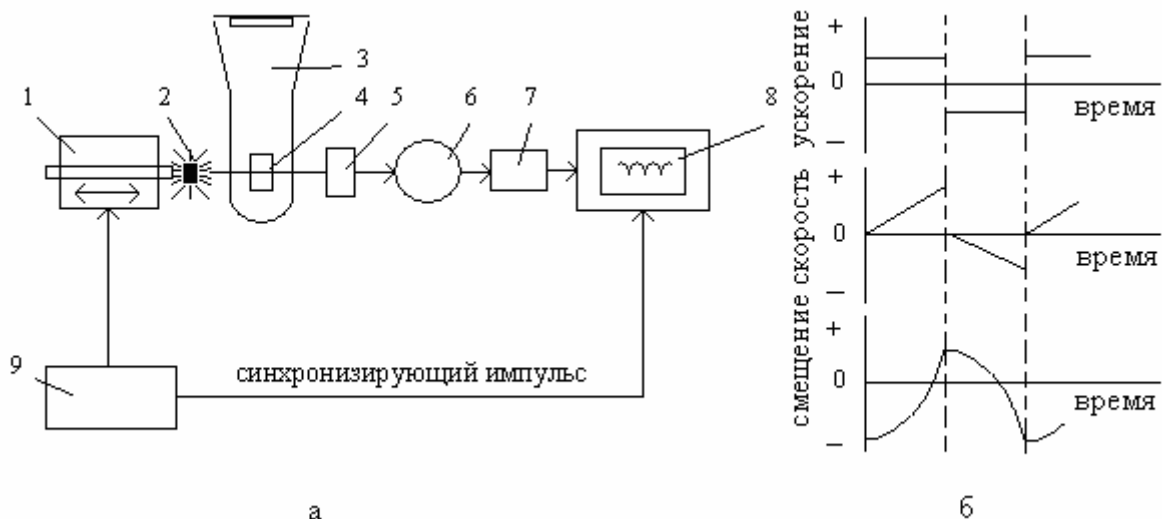 1 2 3 4 5 6 7 8
9
синхронизирующий импульс
а
ускорение
+
0
–
время
скорость
+
0
–
время
смещение
+
0
–
время
б